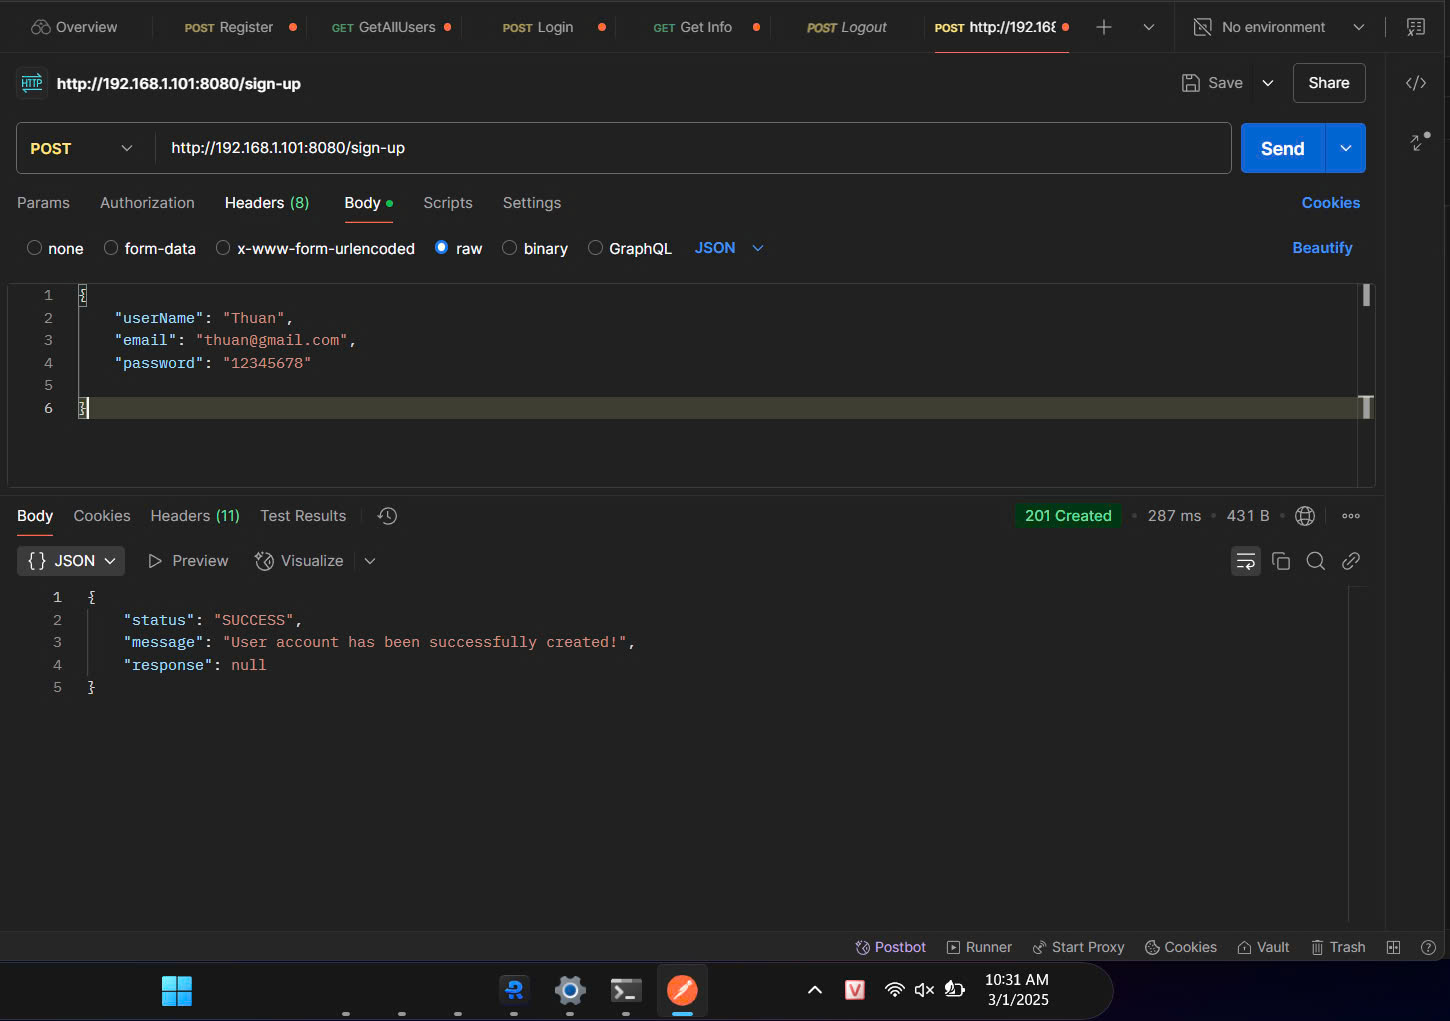 Overview POST Register GET GetAllUsers POST Login GET Get Info POST Logout POST http://192.168 No environment
HTTP http://192.168.1.101:8080/sign-up Save Share
POST http://192.168.1.101:8080/sign-up Send
Params Authorization Headers (8) Body Scripts Settings Cookies
none form-data x-www-form-urlencoded raw binary GraphQL JSON Beautify
1 {
2 "userName": "Thuan",
3 "email": "thuan@gmail.com",
4 "password": "12345678"
5
6 }
Body Cookies Headers (11) Test Results 201 Created 287 ms 431 B
{} JSON Preview Visualize
1 {
2 "status": "SUCCESS",
3 "message": "User account has been successfully created!",
4 "response": null
5 }
Postbot Runner Start Proxy Cookies Vault Trash
V 10:31 AM
3/1/2025